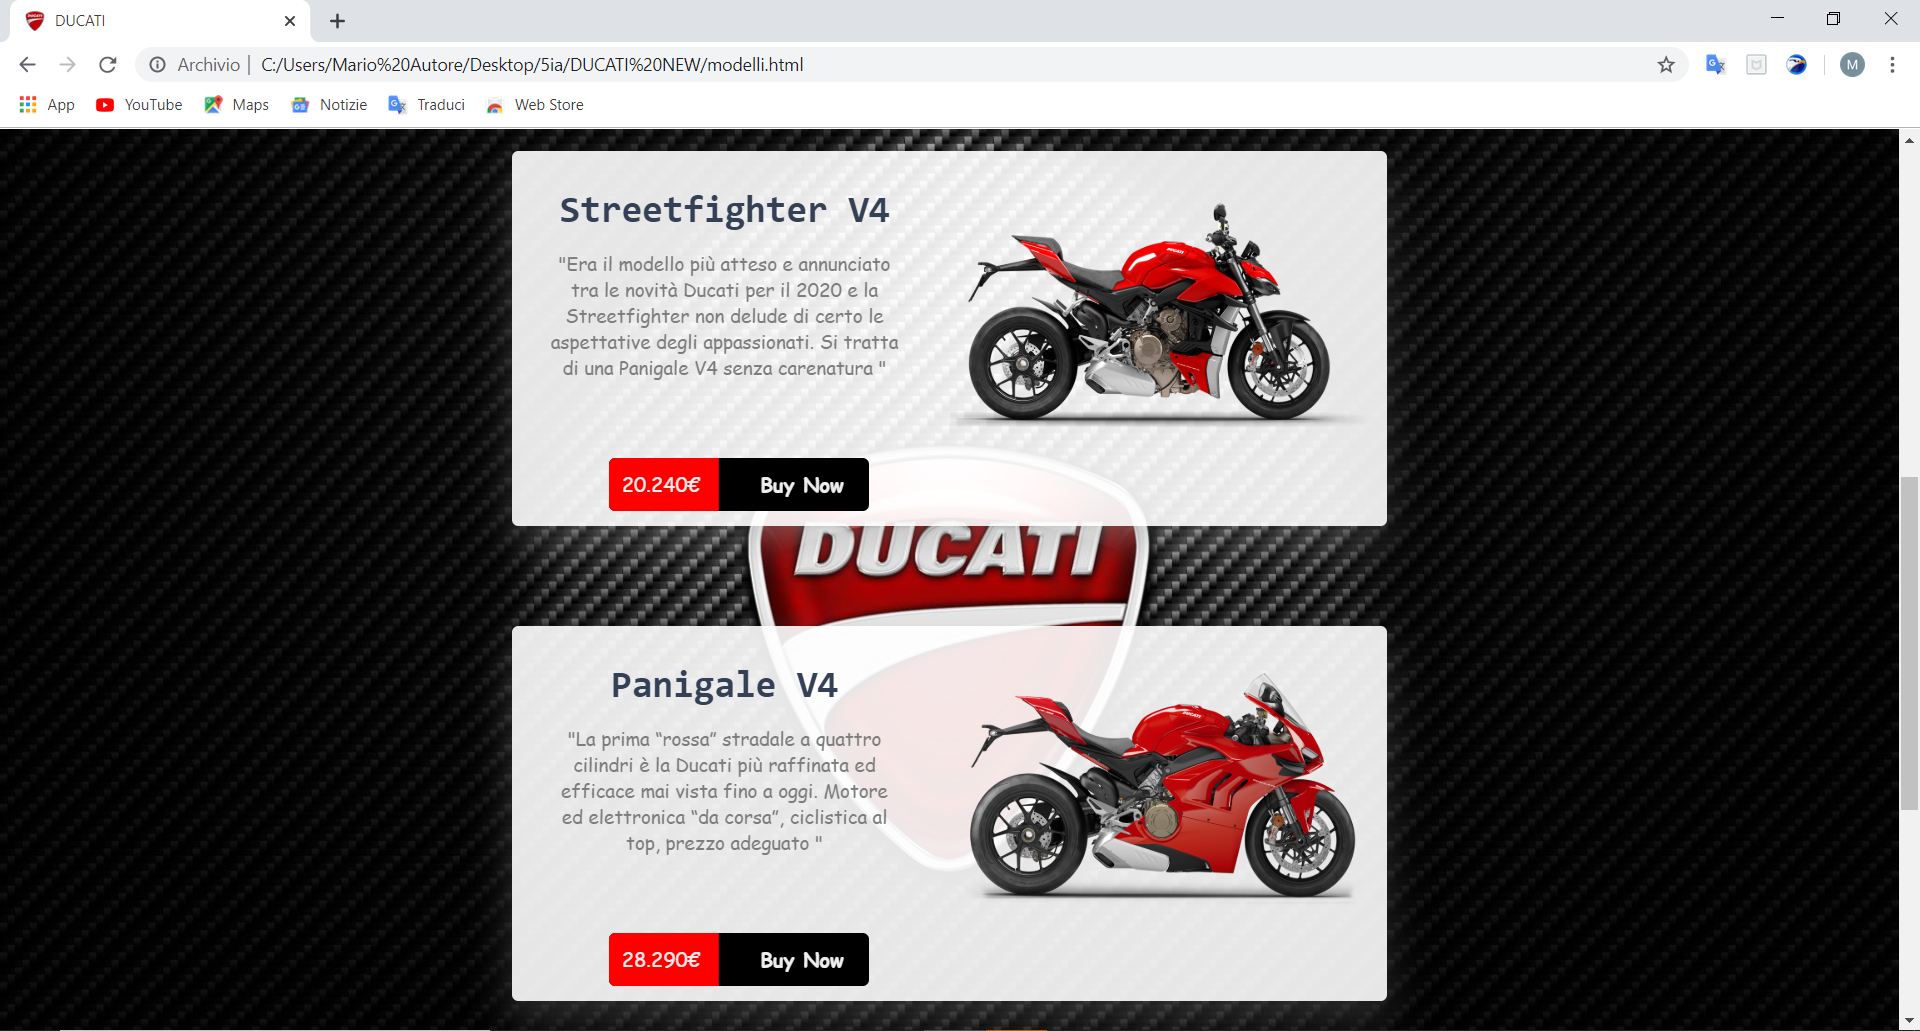 DUCATI
Archivio | C:/Users/Mario%20Autore/Desktop/5ia/DUCATI%20NEW/modelli.html
M
App YouTube Maps Notizie Traduci Web Store
Streetfighter V4
"Era il modello più atteso e annunciato
tra le novità Ducati per il 2020 e la
Streetfighter non delude di certo le
aspettative degli appassionati. Si tratta
di una Panigale V4 senza carenatura "
20.240€ Buy Now
DUCATI
Panigale V4
"La prima “rossa” stradale a quattro
cilindri è la Ducati più raffinata ed
efficace mai vista fino a oggi. Motore
ed elettronica “da corsa”, ciclistica al
top, prezzo adeguato "
28.290€ Buy Now